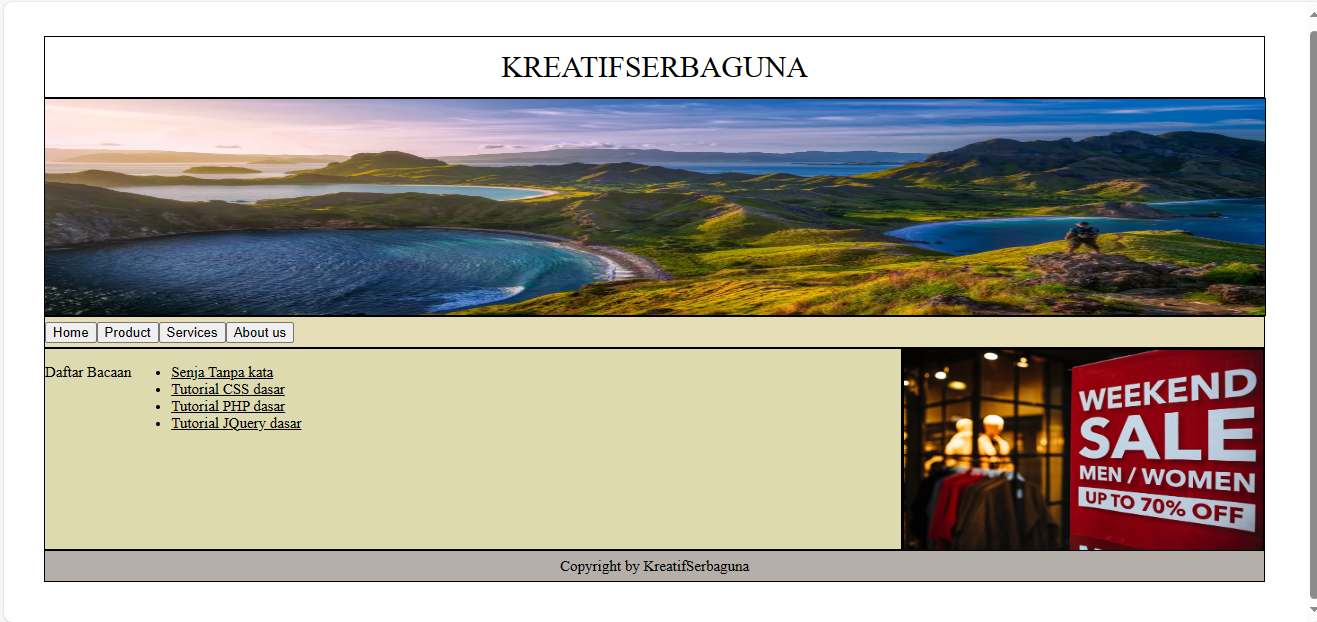 KREATIFSERBAGUNA
Home Product Services About us
Daftar Bacaan
Senja Tanpa kata
Tutorial CSS dasar
Tutorial PHP dasar
Tutorial JQuery dasar
WEEKEND
SALE
MEN / WOMEN
UP TO 70% OFF
Copyright by KreatifSerbaguna